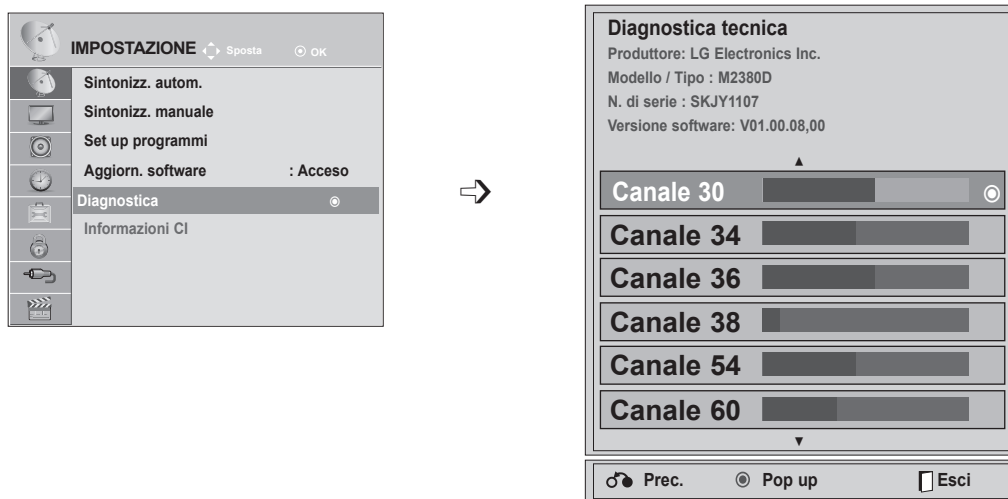 IMPOSTAZIONE Sposta OK
Sintonizz. autom.
Sintonizz. manuale
Set up programmi
Aggiorn. software : Acceso
Diagnostica
Informazioni CI
Diagnostica tecnica
Produttore: LG Electronics Inc.
Modello / Tipo : M2380D
N. di serie : SKJY1107
Versione software: V01.00.08,00
Canale 30
Canale 34
Canale 36
Canale 38
Canale 54
Canale 60
Prec. Pop up Esci